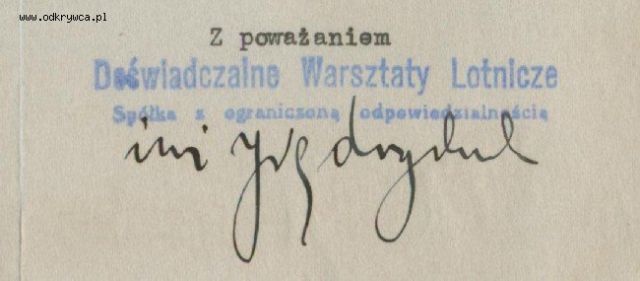 www.odkrywca.pl
Z poważaniem
Doświadczalne Warsztaty Lotnicze
Spółka z ograniczoną odpowiedzialnością